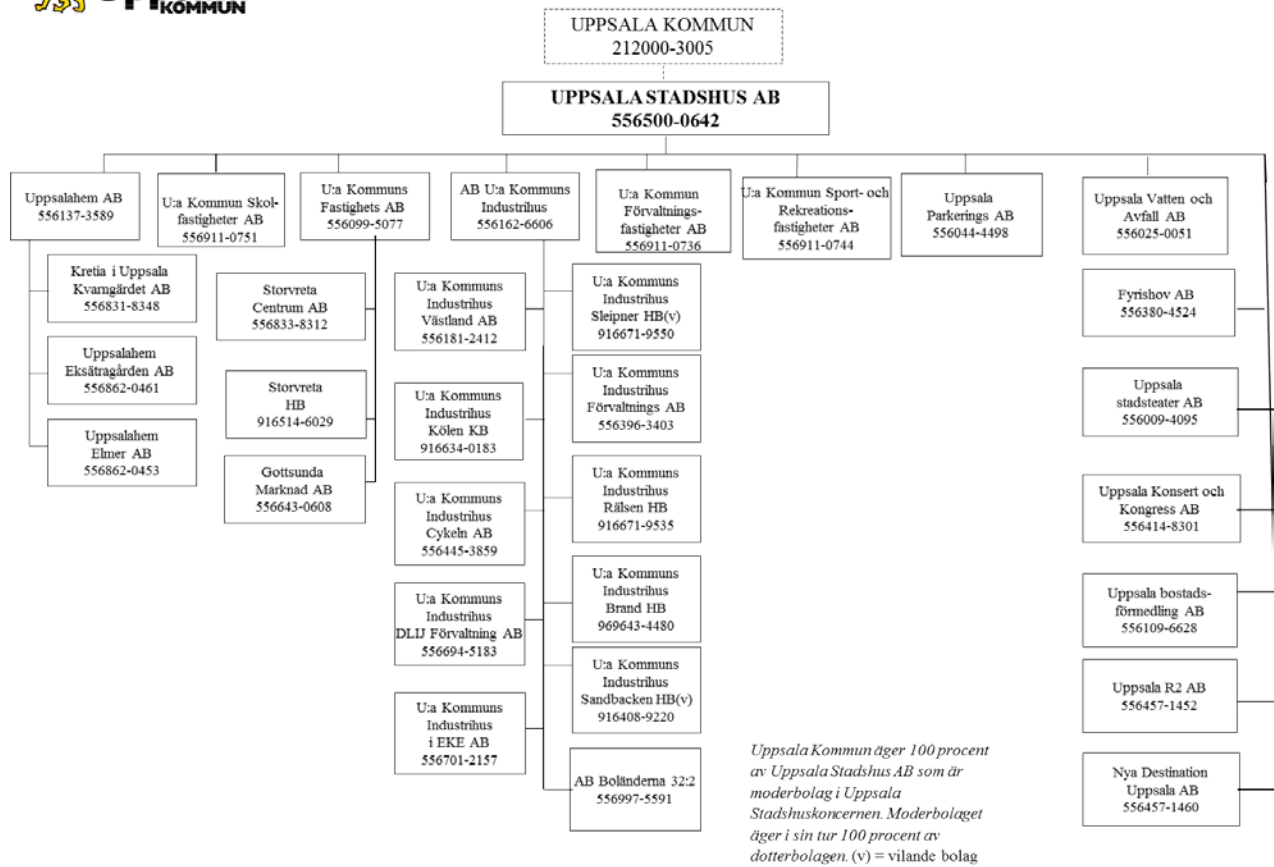 KOMMUN
UPPSALA KOMMUN
212000-3005
UPPSALA STADSHUS AB
556500-0642
Uppsalahem AB
556137-3589
U:a Kommun Skol-
fastigheter AB
556911-0751
U:a Kommuns
Fastighets AB
556099-5077
AB U:a Kommuns
Industrihus
556162-6606
U:a Kommun
Förvaltnings-
fastigheter AB
556911-0736
U:a Kommun Sport- och
Rekreations-
fastigheter AB
556911-0744
Uppsala
Parkerings AB
556044-4498
Uppsala Vatten och
Avfall AB
556025-0051
Kretia i Uppsala
Kvarngärdet AB
556831-8348
Uppsalahem
Eksätragården AB
556862-0461
Uppsalahem
Elmer AB
556862-0453
Storvreta
Centrum AB
556833-8312
Storvreta
HB
916514-6029
Gottsunda
Marknad AB
556643-0608
U:a Kommuns
Industrihus
Västland AB
556181-2412
U:a Kommuns
Industrihus
Kölen KB
916634-0183
U:a Kommuns
Industrihus
Cykeln AB
556445-3859
U:a Kommuns
Industrihus
DLIJ Förvaltning AB
556694-5183
U:a Kommuns
Industrihus
i EKE AB
556701-2157
U:a Kommuns
Industrihus
Sleipner HB(v)
916671-9550
U:a Kommuns
Industrihus
Förvaltnings AB
556396-3403
U:a Kommuns
Industrihus
Rälsen HB
916671-9535
U:a Kommuns
Industrihus
Brand HB
969643-4480
U:a Kommuns
Industrihus
Sandbacken HB(v)
916408-9220
AB Boländerna 32:2
556997-5591
Fyrishov AB
556380-4524
Uppsala
stadsteater AB
556009-4095
Uppsala Konsert och
Kongress AB
556414-8301
Uppsala bostads-
förmedling AB
556109-6628
Uppsala R2 AB
556457-1452
Nya Destination
Uppsala AB
556457-1460
Uppsala Kommun äger 100 procent
av Uppsala Stadshus AB som är
moderbolag i Uppsala
Stadshuskoncernen. Moderbolaget
äger i sin tur 100 procent av
dotterbolagen. (v) = vilande bolag